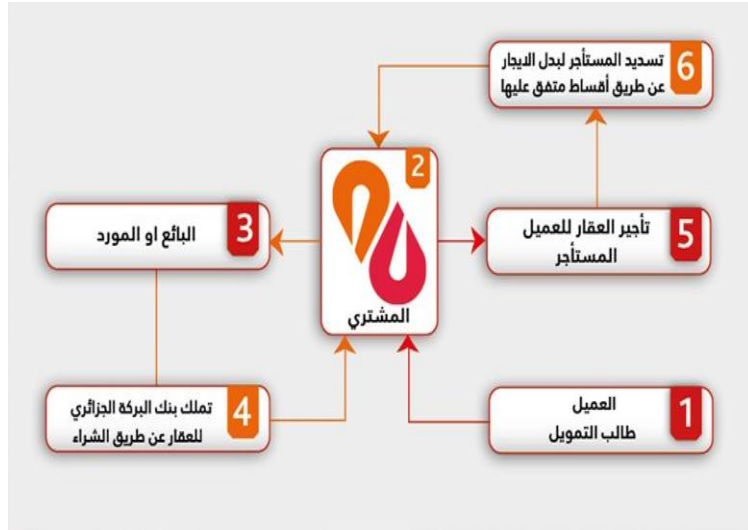 1
العميل
طالب التمويل
2
المشتري
3
البائع او المورد
4
تملك بنك البركة الجزائري
للعقار عن طريق الشراء
5
تأجير العقار للعميل
المستأجر
6
تسديد المستأجر لبدل الايجار
عن طريق أقساط متفق عليها